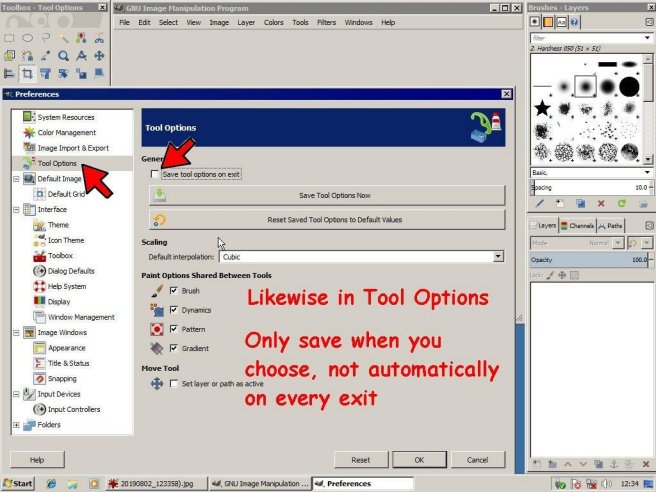 Toolbox - Tool Options
GNU Image Manipulation Program
Brushes - Layers
File Edit Select View Image Layer Colors Tools Filters Windows Help
filter
2. Hardness 050 (51 × 51)
Preferences
System Resources
Color Management
Image Import & Export
Tool Options
Default Image
Default Grid
Interface
Theme
Icon Theme
Toolbox
Dialog Defaults
Help System
Display
Window Management
Image Windows
Appearance
Title & Status
Snapping
Input Devices
Input Controllers
Folders
Tool Options
General
Save tool options on exit
Save Tool Options Now
Reset Saved Tool Options to Default Values
Scaling
Default interpolation: Cubic
Paint Options Shared Between Tools
Brush
Dynamics
Pattern
Gradient
Move Tool
Set layer or path as active
Likewise in Tool Options
Only save when you
choose, not automatically
on every exit
Help
Reset OK Cancel
Basic,
Spacing 10.0
Layers Channels Paths
Mode Normal
Opacity 100.0
Lock:
Start 20190802_123358).jpg GNU Image Manipulation ... Preferences 12:34